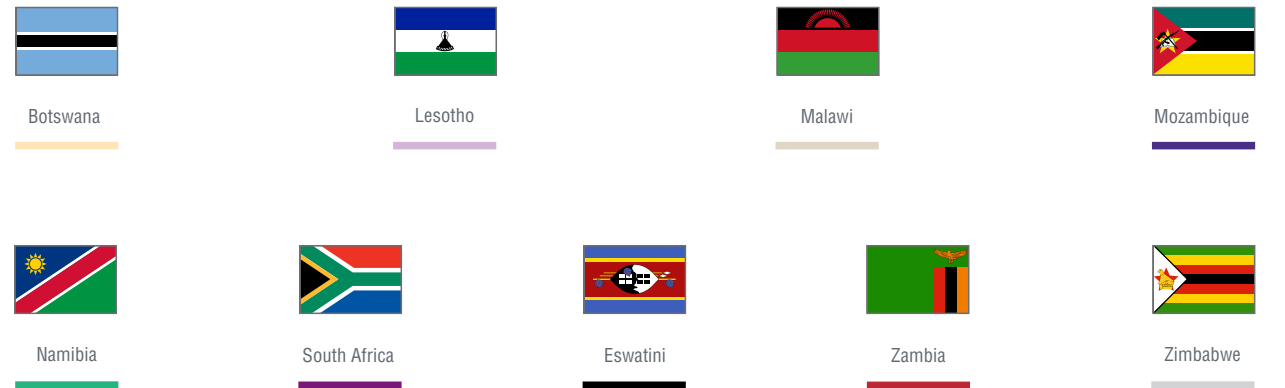 Botswana
Lesotho
Malawi
Mozambique
Namibia
South Africa
Eswatini
Zambia
Zimbabwe